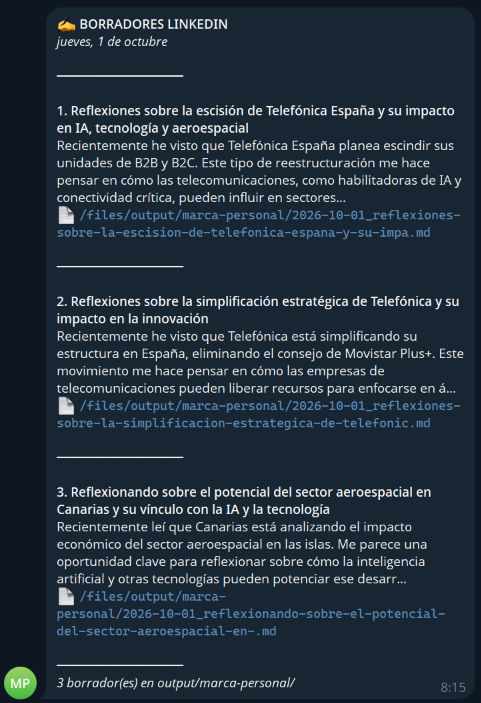 ✍️ BORRADORES LINKEDIN
jueves, 1 de octubre
1. Reflexiones sobre la escisión de Telefónica España y su impacto
en IA, tecnología y aeroespacial
Recientemente he visto que Telefónica España planea escindir sus
unidades de B2B y B2C. Este tipo de reestructuración me hace
pensar en cómo las telecomunicaciones, como habilitadoras de IA y
conectividad crítica, pueden influir en sectores...
📄 /files/output/marca-personal/2026-10-01_reflexiones-
sobre-la-escision-de-telefonica-espana-y-su-impa.md
2. Reflexiones sobre la simplificación estratégica de Telefónica y su
impacto en la innovación
Recientemente he visto que Telefónica está simplificando su
estructura en España, eliminando el consejo de Movistar Plus+. Este
movimiento me hace pensar en cómo las empresas de
telecomunicaciones pueden liberar recursos para enfocarse en á...
📄 /files/output/marca-personal/2026-10-01_reflexiones-
sobre-la-simplificacion-estrategica-de-telefonic.md
3. Reflexionando sobre el potencial del sector aeroespacial en
Canarias y su vínculo con la IA y la tecnología
Recientemente leí que Canarias está analizando el impacto
económico del sector aeroespacial en las islas. Me parece una
oportunidad clave para reflexionar sobre cómo la inteligencia
artificial y otras tecnologías pueden potenciar ese desarr...
📄 /files/output/marca-
personal/2026-10-01_reflexionando-sobre-el-potencial-
del-sector-aeroespacial-en-.md
3 borrador(es) en output/marca-personal/
MP
8:15